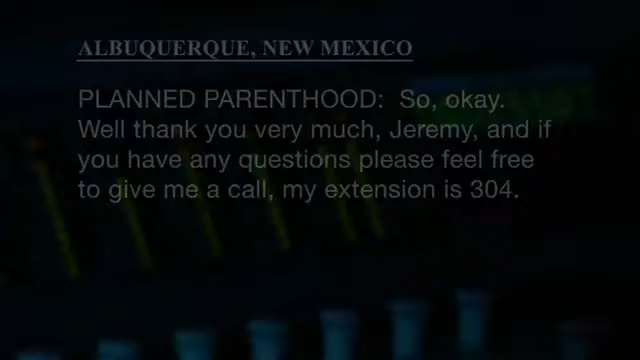 ALBUQUERQUE, NEW MEXICO
PLANNED PARENTHOOD: So, okay.
Well thank you very much, Jeremy, and if
you have any questions please feel free
to give me a call, my extension is 304.